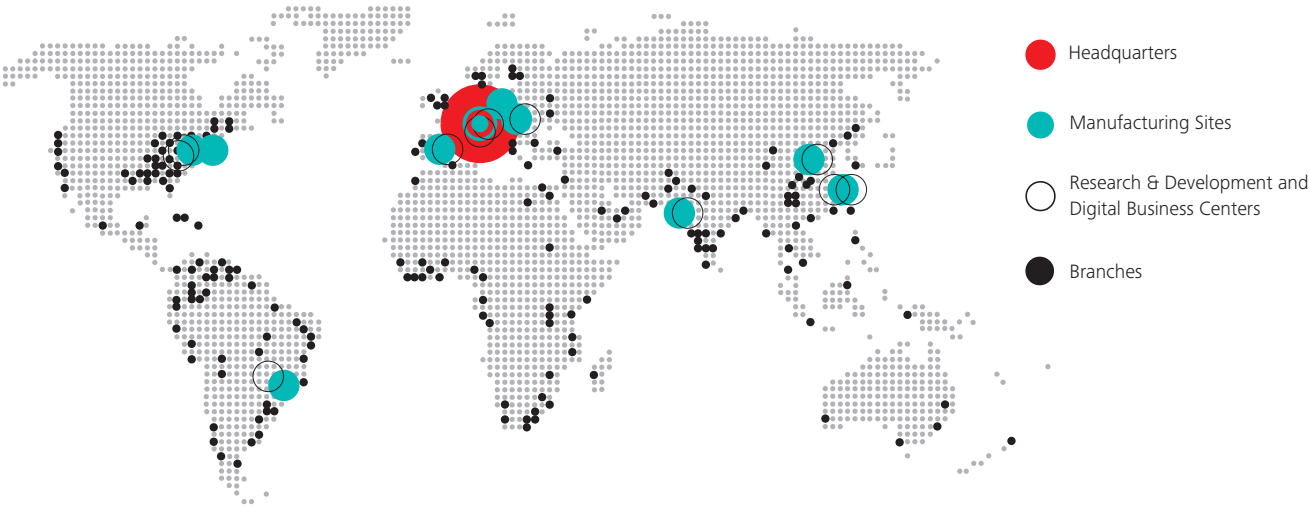 Headquarters
Manufacturing Sites
Research & Development and
Digital Business Centers
Branches